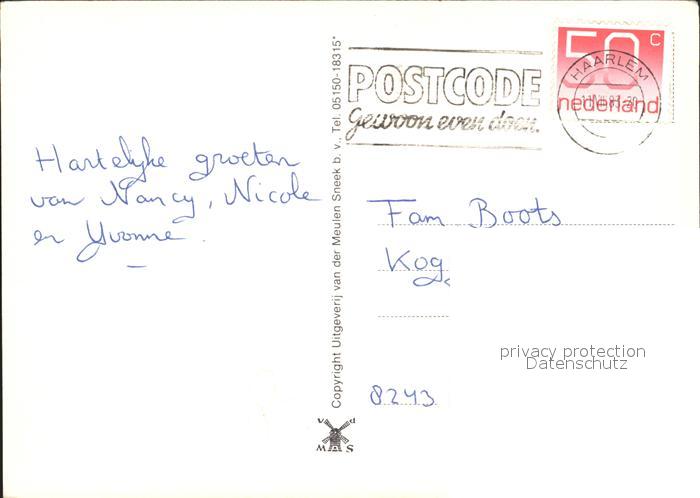 Hartelijke groeten
van Nancy, Nicole
en Yvonne.
Copyright Uitgeverij van der Meulen Sneek b. v., Tel. 05150-18315*
v d
M S
POSTCODE
Gewoon even doen.
50 C
nederland
HAARLEM
Fam Boots
Kog
8243
privacy protection
Datenschutz